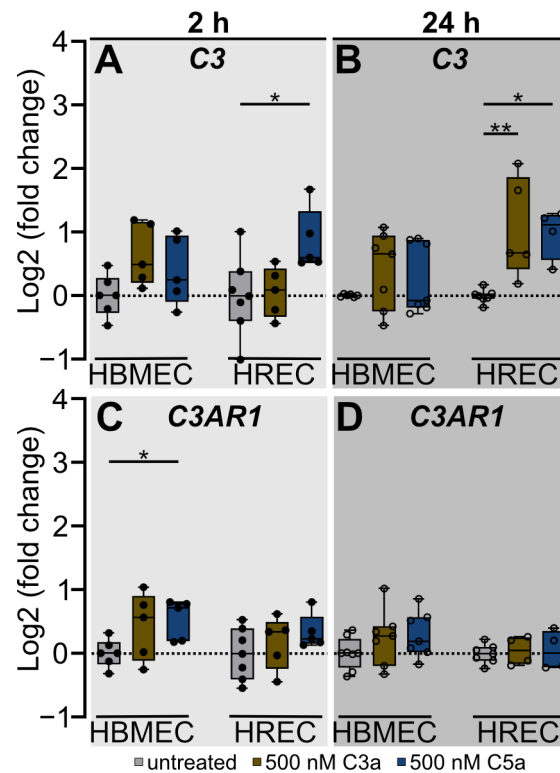 2 h 24 h
A C3 B C3
Log2 (fold change)
4
3
2
1
0
−1
* * **
HBMEC HREC HBMEC HREC
C C3AR1 D C3AR1
Log2 (fold change)
4
3
2
1
0
−1
*
HBMEC HREC HBMEC HREC
untreated 500 nM C3a 500 nM C5a